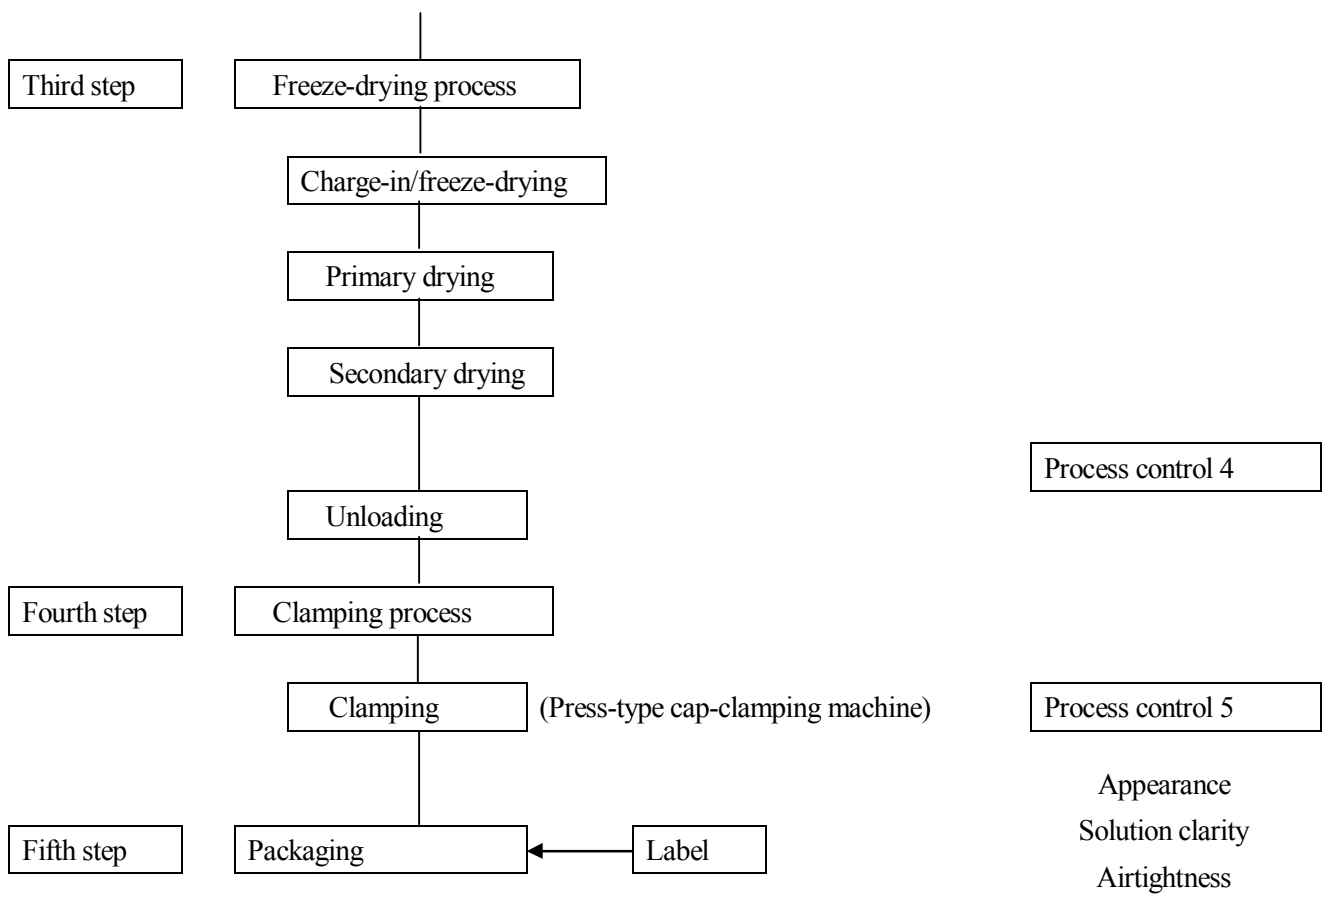 Third step
Freeze-drying process
Charge-in/freeze-drying
Primary drying
Secondary drying
Process control 4
Unloading
Fourth step
Clamping process
Clamping
(Press-type cap-clamping machine)
Process control 5
Appearance
Solution clarity
Airtightness
Fifth step
Packaging
Label